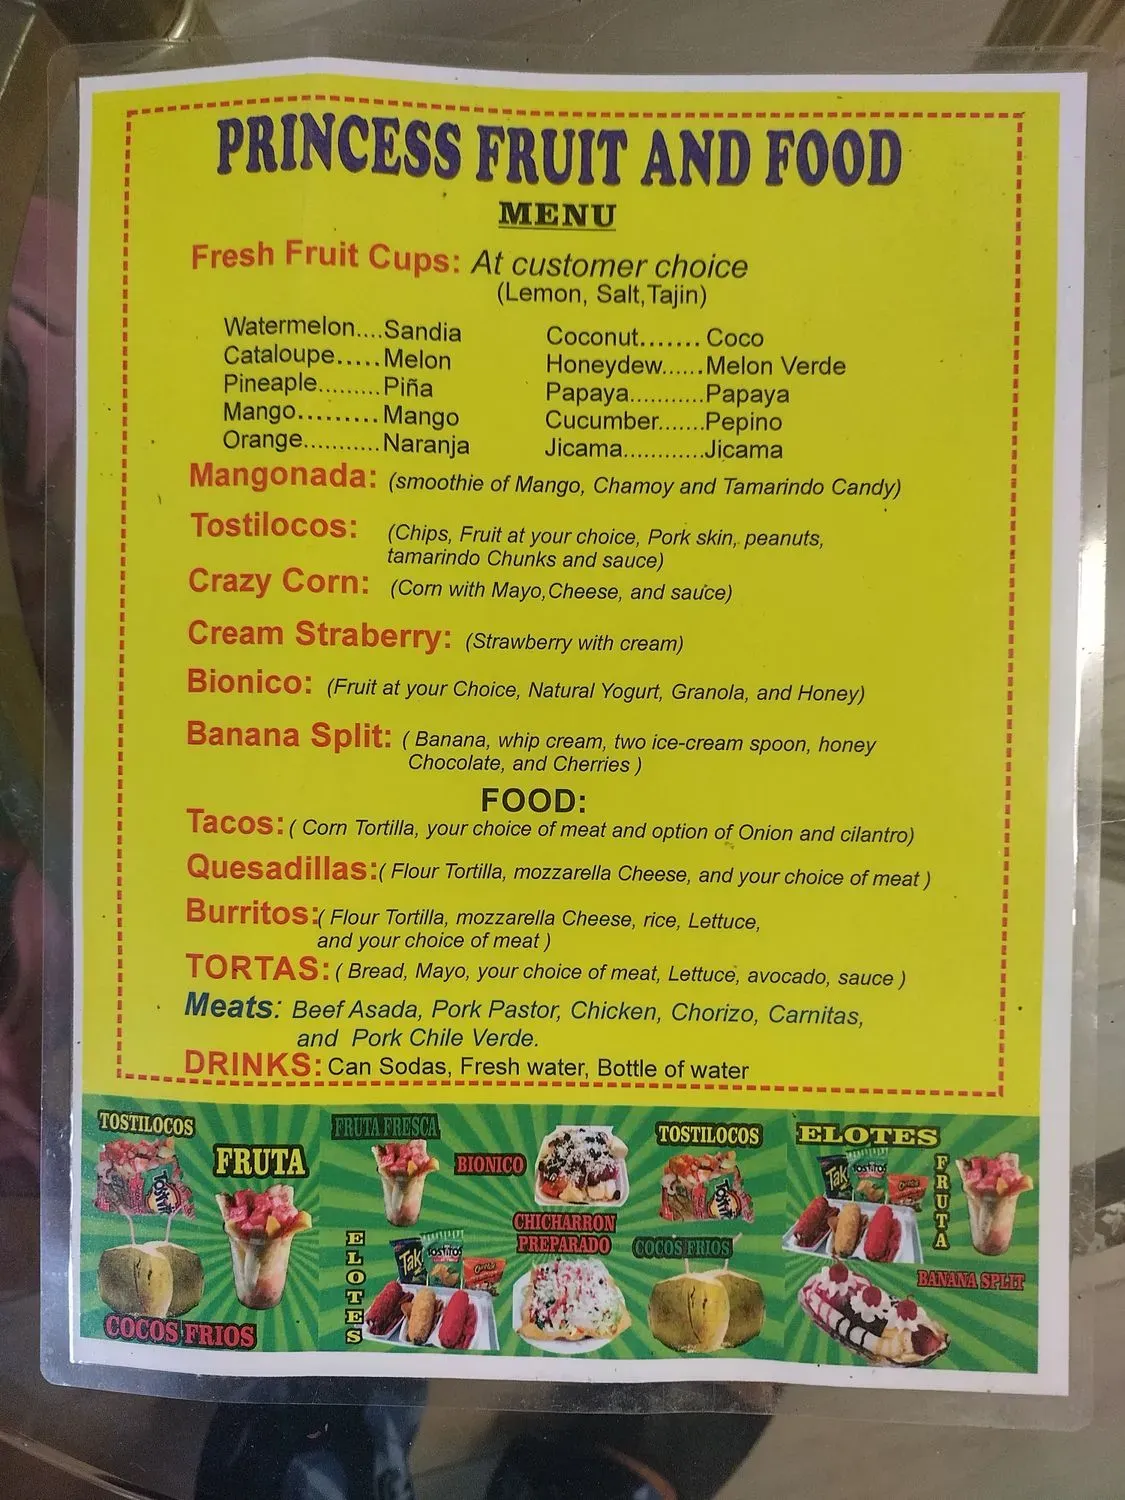 PRINCESS FRUIT AND FOOD
MENU
Fresh Fruit Cups: At customer choice
(Lemon, Salt,Tajin)
Watermelon....Sandia
Cataloupe.....Melon
Pineaple.........Piña
Mango.........Mango
Orange...........Naranja
Coconut....... Coco
Honeydew......Melon Verde
Papaya...........Papaya
Cucumber.......Pepino
Jicama............Jicama
Mangonada: (smoothie of Mango, Chamoy and Tamarindo Candy)
Tostilocos: (Chips, Fruit at your choice, Pork skin, peanuts,
tamarindo Chunks and sauce)
Crazy Corn: (Corn with Mayo,Cheese, and sauce)
Cream Straberry: (Strawberry with cream)
Bionico: (Fruit at your Choice, Natural Yogurt, Granola, and Honey)
Banana Split: ( Banana, whip cream, two ice-cream spoon, honey
Chocolate, and Cherries )
FOOD:
Tacos: ( Corn Tortilla, your choice of meat and option of Onion and cilantro)
Quesadillas:( Flour Tortilla, mozzarella Cheese, and your choice of meat )
Burritos:( Flour Tortilla, mozzarella Cheese, rice, Lettuce,
and your choice of meat )
TORTAS: ( Bread, Mayo, your choice of meat, Lettuce, avocado, sauce )
Meats: Beef Asada, Pork Pastor, Chicken, Chorizo, Carnitas,
and Pork Chile Verde.
DRINKS: Can Sodas, Fresh water, Bottle of water
TOSTILOCOS
FRUTA
COCOS FRIOS
FRUTA FRESCA
BIONICO
ELOTES
Tak
Tostitos
CHICHARRON
PREPARADO
TOSTILOCOS
COCOS FRIOS
ELOTES
Tak
Tostitos
FRUTA
BANANA SPLIT